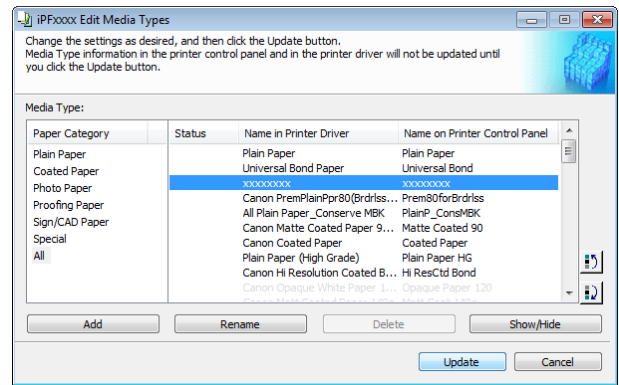 iPFxxxx Edit Media Types
Change the settings as desired, and then click the Update button.
Media Type information in the printer control panel and in the printer driver will not be updated until
you click the Update button.
Media Type:
Paper Category Status Name in Printer Driver Name on Printer Control Panel
Plain Paper Plain Paper Plain Paper
Coated Paper Universal Bond Paper Universal Bond
Photo Paper xxxxxxxx xxxxxxxx
Proofing Paper Canon PremPlainPpr80(Brdrlss... Prem80forBrdrlss
Sign/CAD Paper All Plain Paper_Conserve MBK PlainP_ConsMBK
Special Canon Matte Coated Paper 9... Matte Coated 90
All Canon Coated Paper Coated Paper
Plain Paper (High Grade) Plain Paper HG
Canon Hi Resolution Coated B... Hi ResCtd Bond
Canon Opaque White Paper 1... Opaque Paper 120
Add Rename Delete Show/Hide
Update Cancel